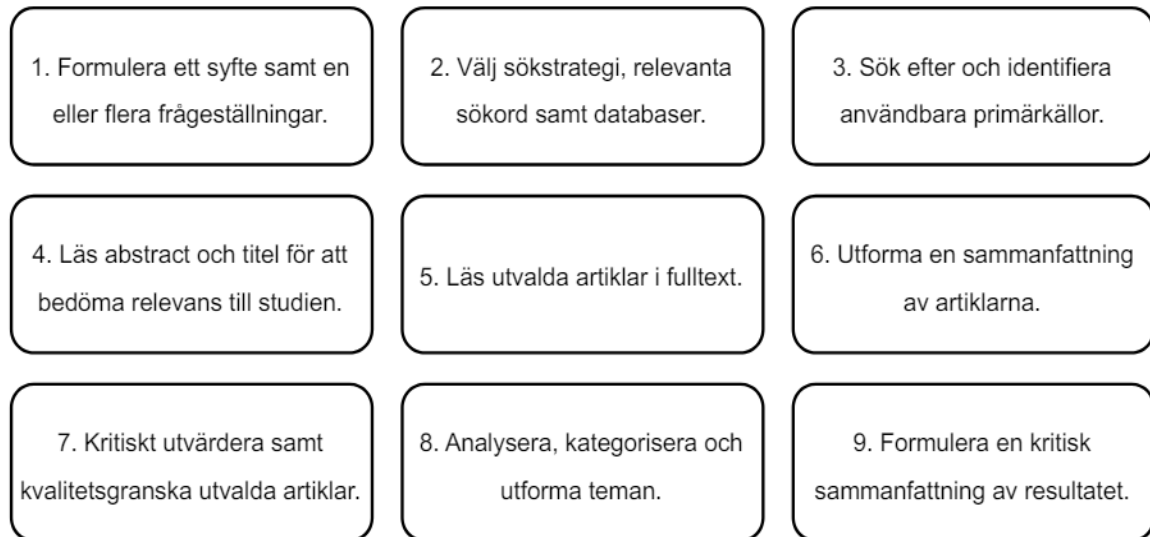 1. Formulera ett syfte samt en
eller flera frågeställningar.
2. Välj sökstrategi, relevanta
sökord samt databaser.
3. Sök efter och identifiera
användbara primärkällor.
4. Läs abstract och titel för att
bedöma relevans till studien.
5. Läs utvalda artiklar i fulltext.
6. Utforma en sammanfattning
av artiklarna.
7. Kritiskt utvärdera samt
kvalitetsgranska utvalda artiklar.
8. Analysera, kategorisera och
utforma teman.
9. Formulera en kritisk
sammanfattning av resultatet.